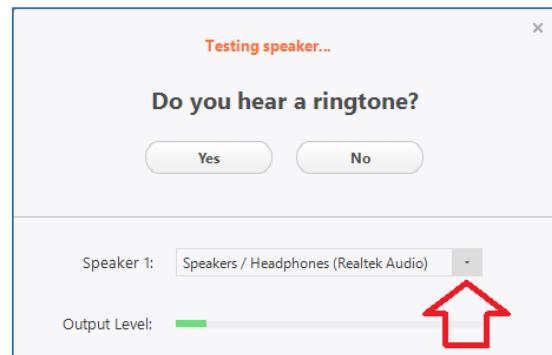 Testing speaker...
Do you hear a ringtone?
Yes No
Speaker 1: Speakers / Headphones (Realtek Audio)
Output Level: